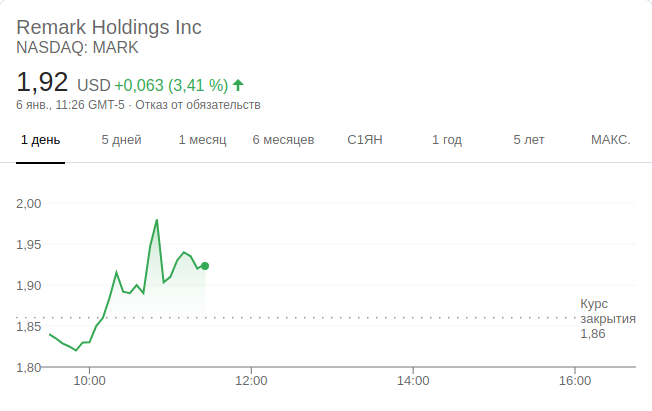 Remark Holdings Inc
NASDAQ: MARK
1,92 USD +0,063 (3,41 %)
6 янв., 11:26 GMT-5 · Отказ от обязательств
1 день 5 дней 1 месяц 6 месяцев С1ЯН 1 год 5 лет МАКС.
2,00
1,95
1,90
Курс
закрытия
1,86
1,85
1,80
10:00 12:00 14:00 16:00